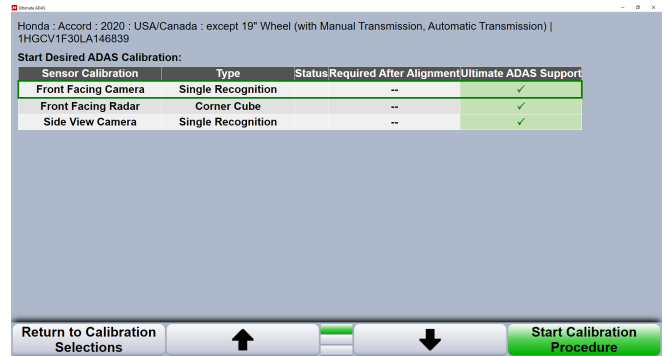 Ultimate ADAS
Honda : Accord : 2020 : USA/Canada : except 19" Wheel (with Manual Transmission, Automatic Transmission) |
1HGCV1F30LA146839
Start Desired ADAS Calibration:
Sensor Calibration Type Status Required After Alignment Ultimate ADAS Support
Front Facing Camera Single Recognition -- ✓
Front Facing Radar Corner Cube -- ✓
Side View Camera Single Recognition -- ✓
Return to Calibration
Selections
Start Calibration
Procedure